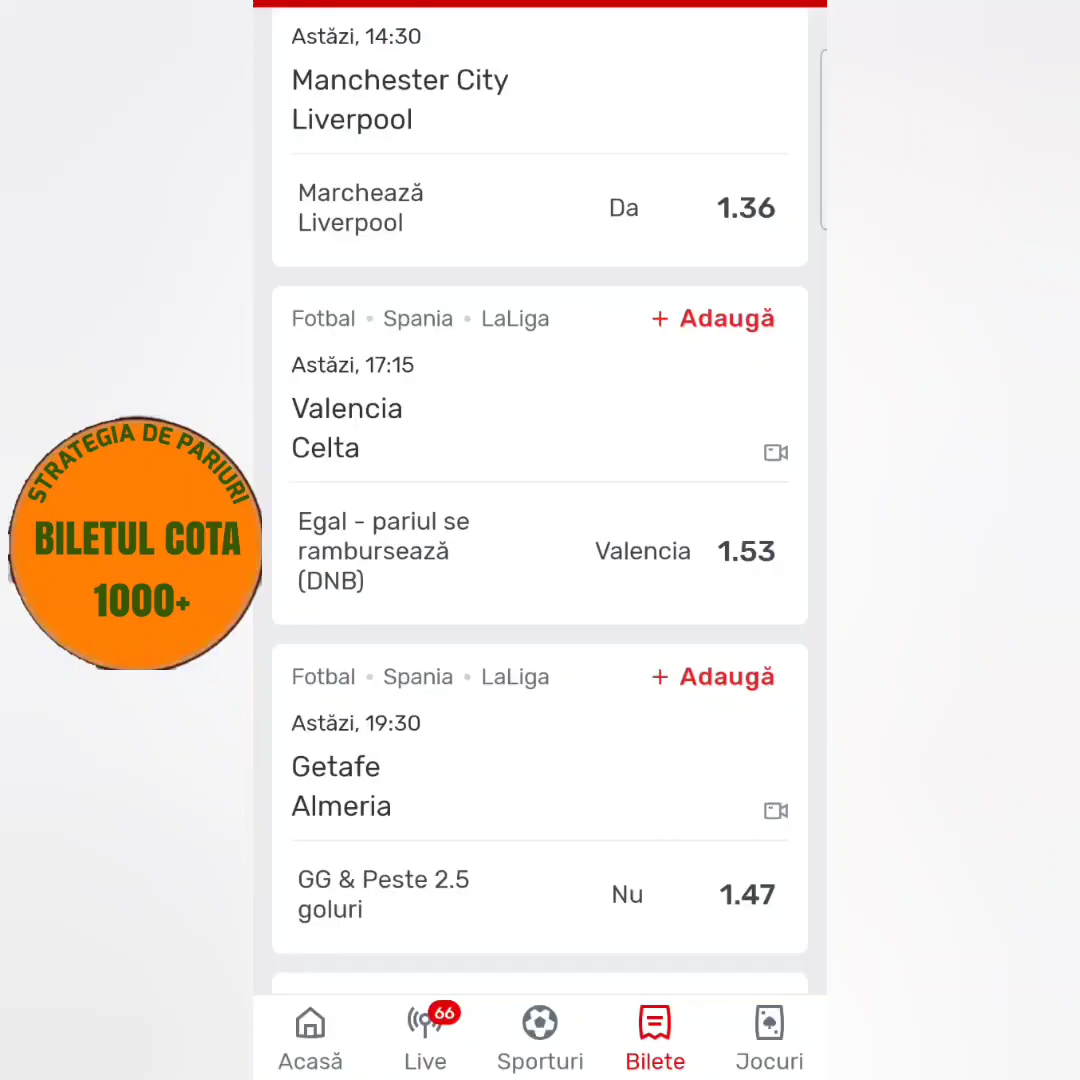 Astăzi, 14:30
Manchester City
Liverpool
Marchează
Liverpool
Da
1.36
Fotbal • Spania • LaLiga
+ Adaugă
Astăzi, 17:15
Valencia
Celta
Egal - pariul se
rambursează
(DNB)
Valencia
1.53
STRATEGIA DE PARIURI
BILETUL COTA
1000+
Fotbal • Spania • LaLiga
+ Adaugă
Astăzi, 19:30
Getafe
Almeria
GG & Peste 2.5
goluri
Nu
1.47
66
Acasă
Live
Sporturi
Bilete
Jocuri